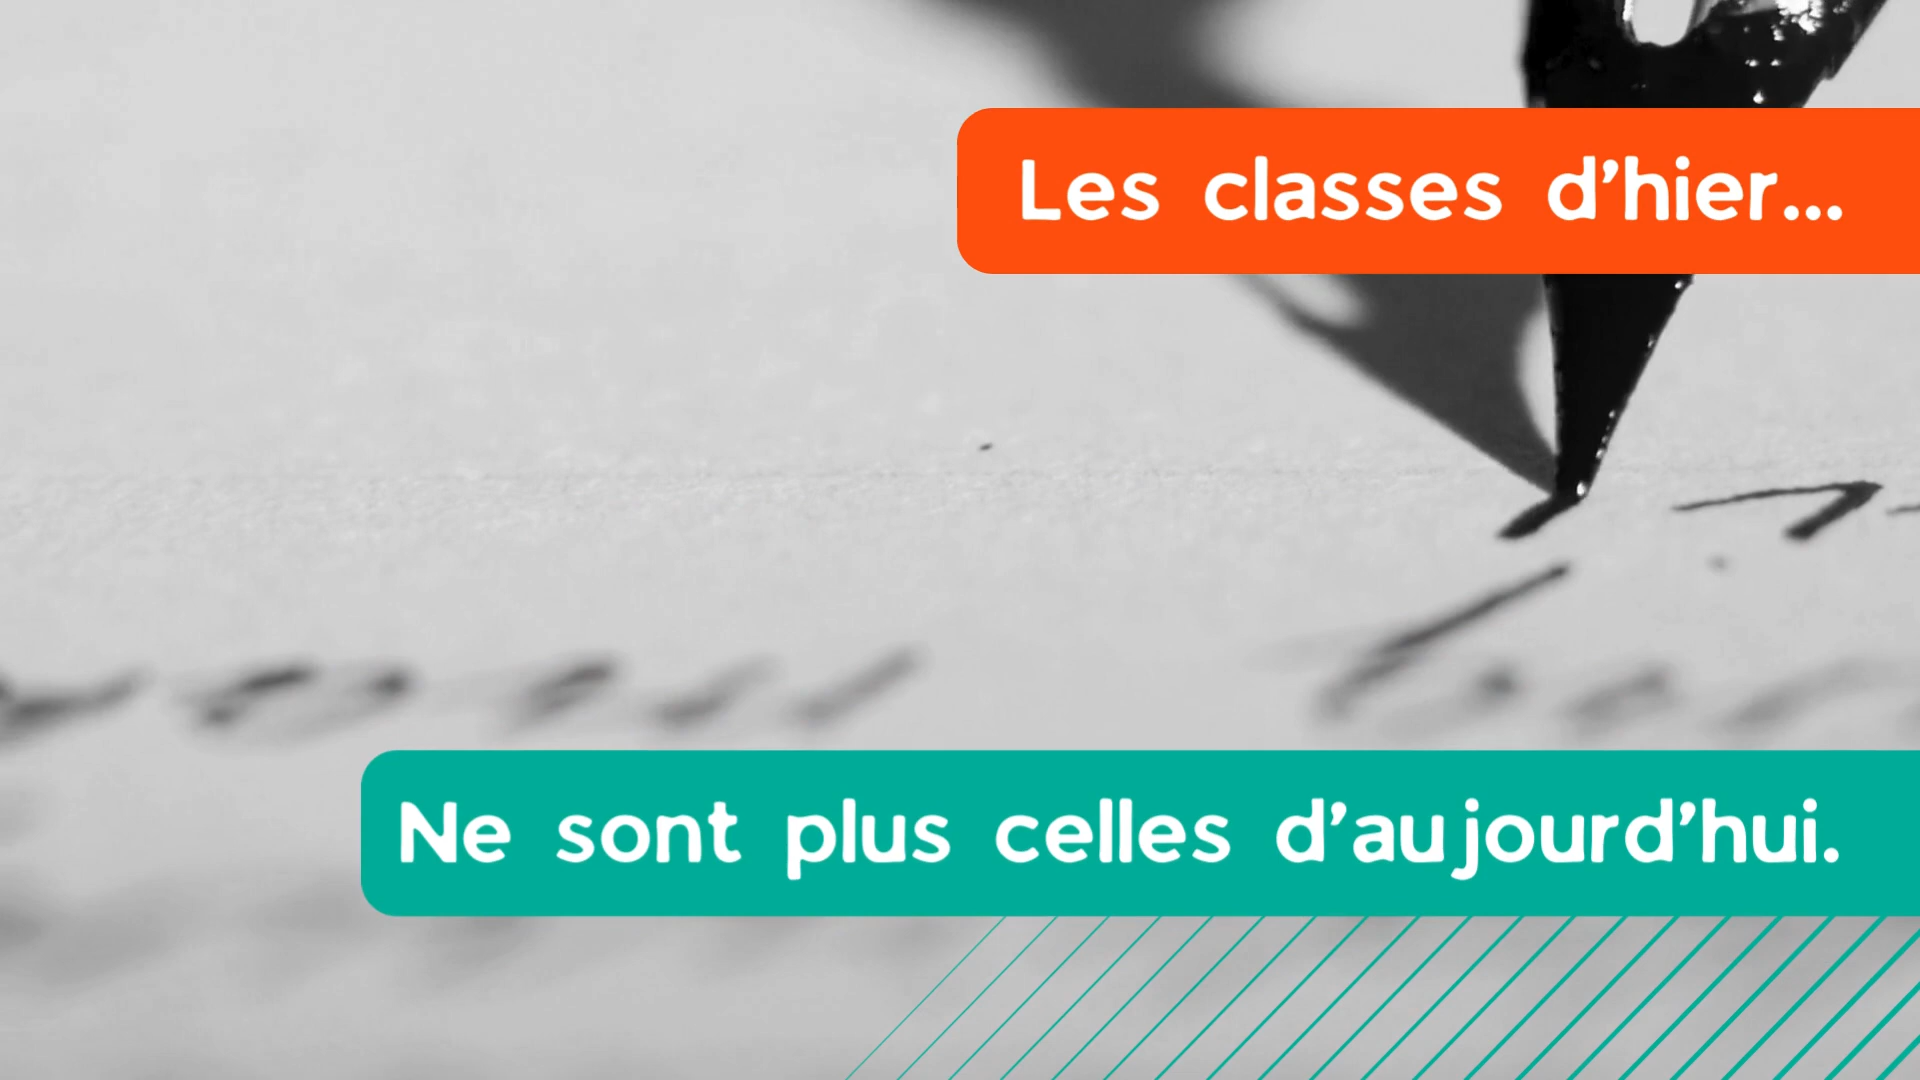 Les classes d’hier...
Ne sont plus celles d’aujourd’hui.